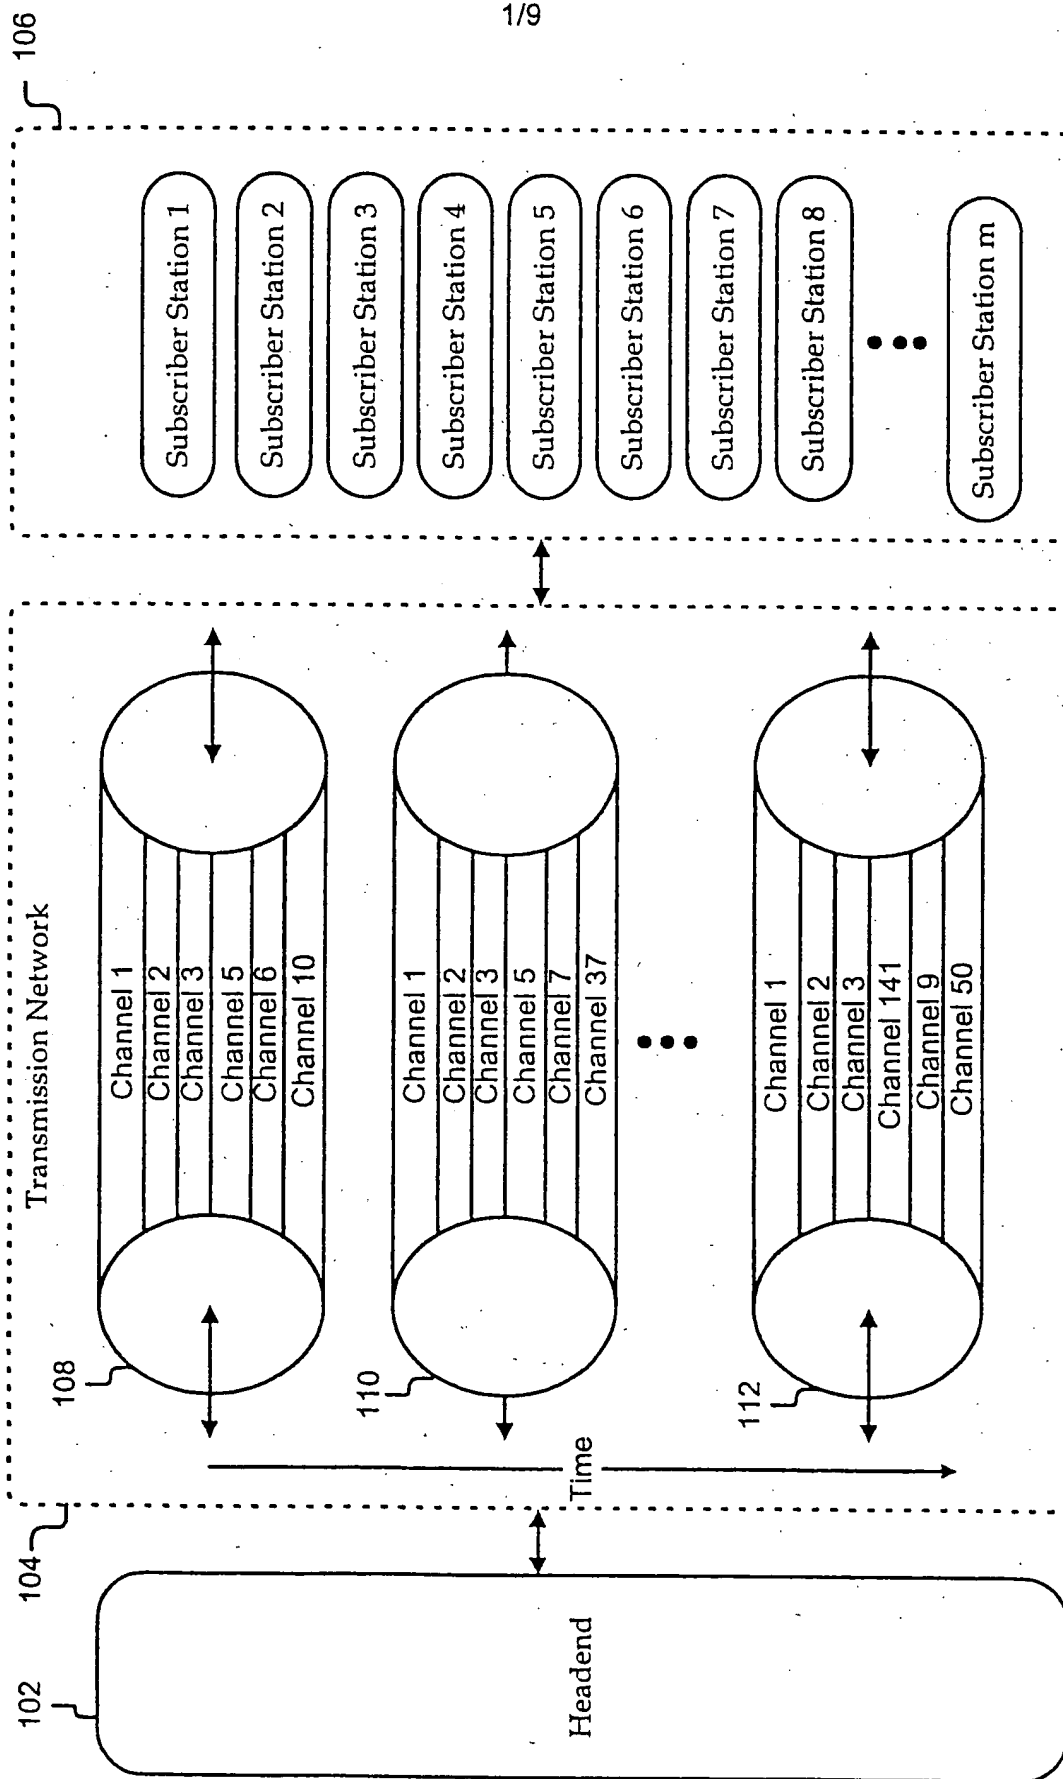 1/9
102
104
106
Headend
Transmission Network
Time
108
Channel 1
Channel 2
Channel 3
Channel 5
Channel 6
Channel 10
110
Channel 1
Channel 2
Channel 3
Channel 5
Channel 7
Channel 37
112
Channel 1
Channel 2
Channel 3
Channel 141
Channel 9
Channel 50
Subscriber Station 1
Subscriber Station 2
Subscriber Station 3
Subscriber Station 4
Subscriber Station 5
Subscriber Station 6
Subscriber Station 7
Subscriber Station 8
Subscriber Station m